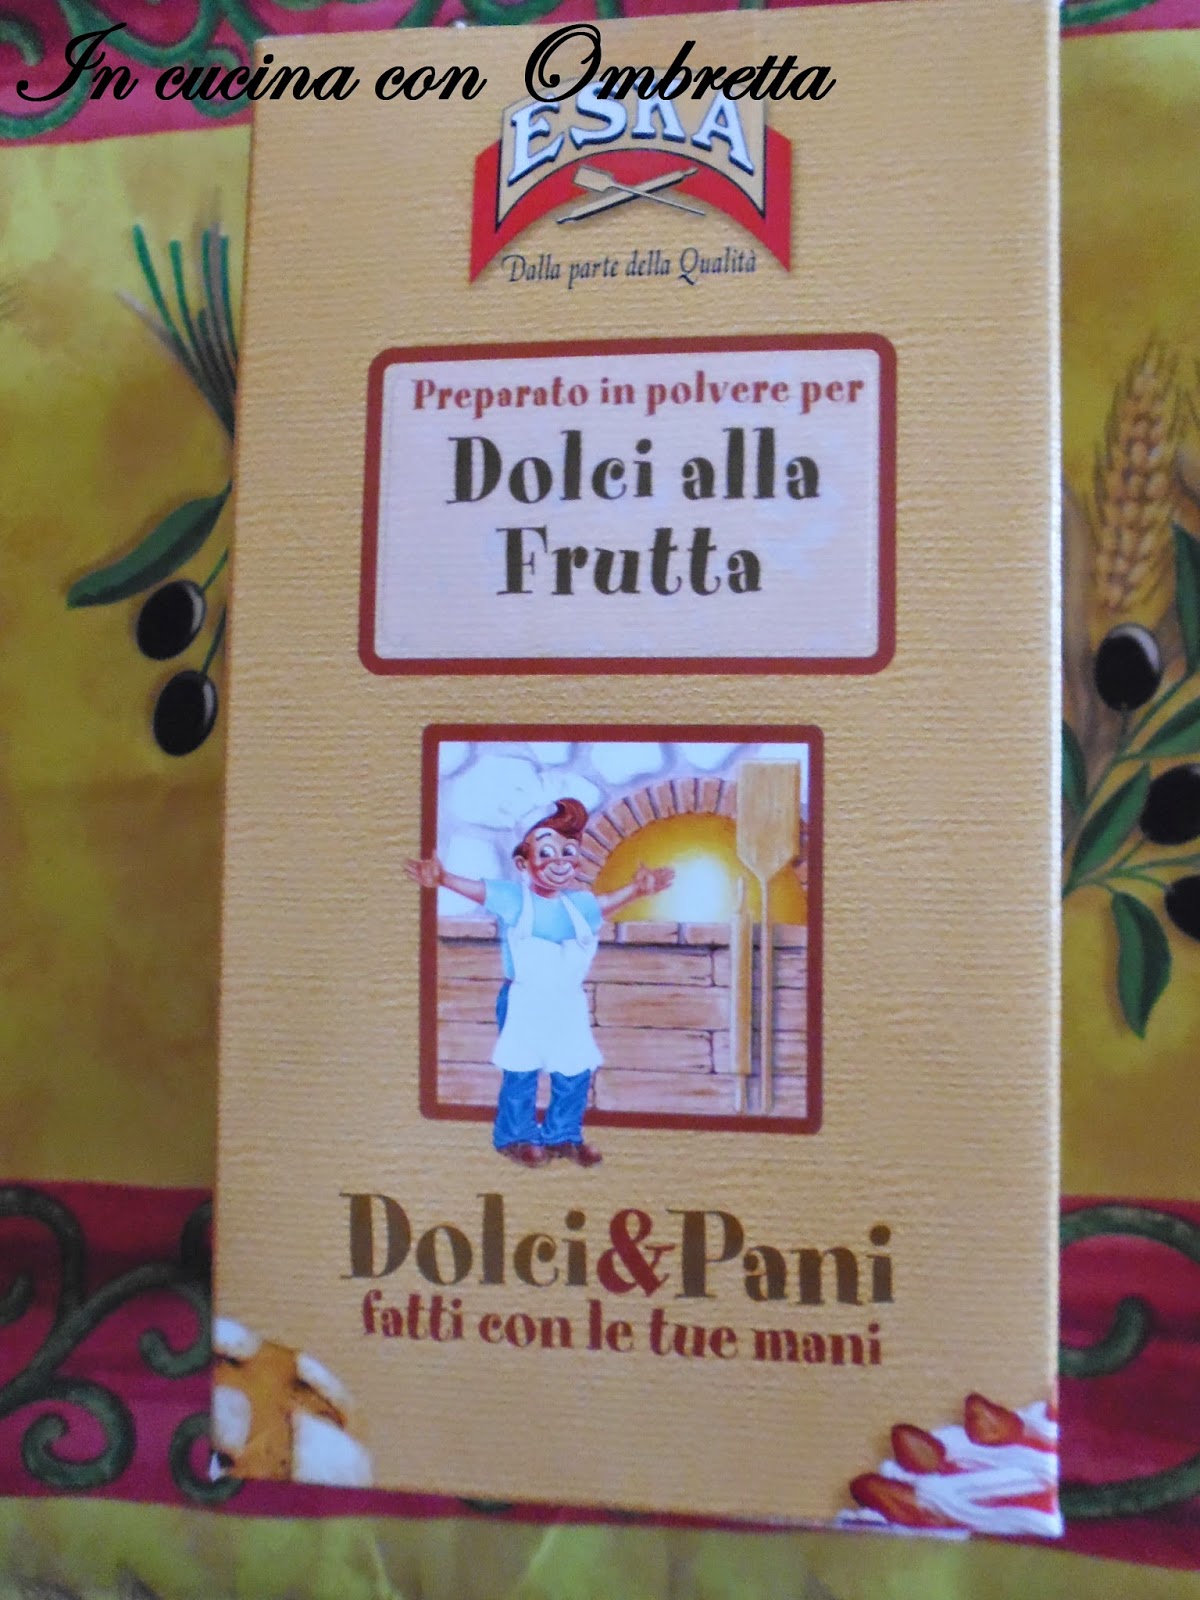 In cucina con Ombretta
ESKA
Dalla parte della Qualità
Preparato in polvere per
Dolci alla
Frutta
Dolci&Pani
fatti con le tue mani